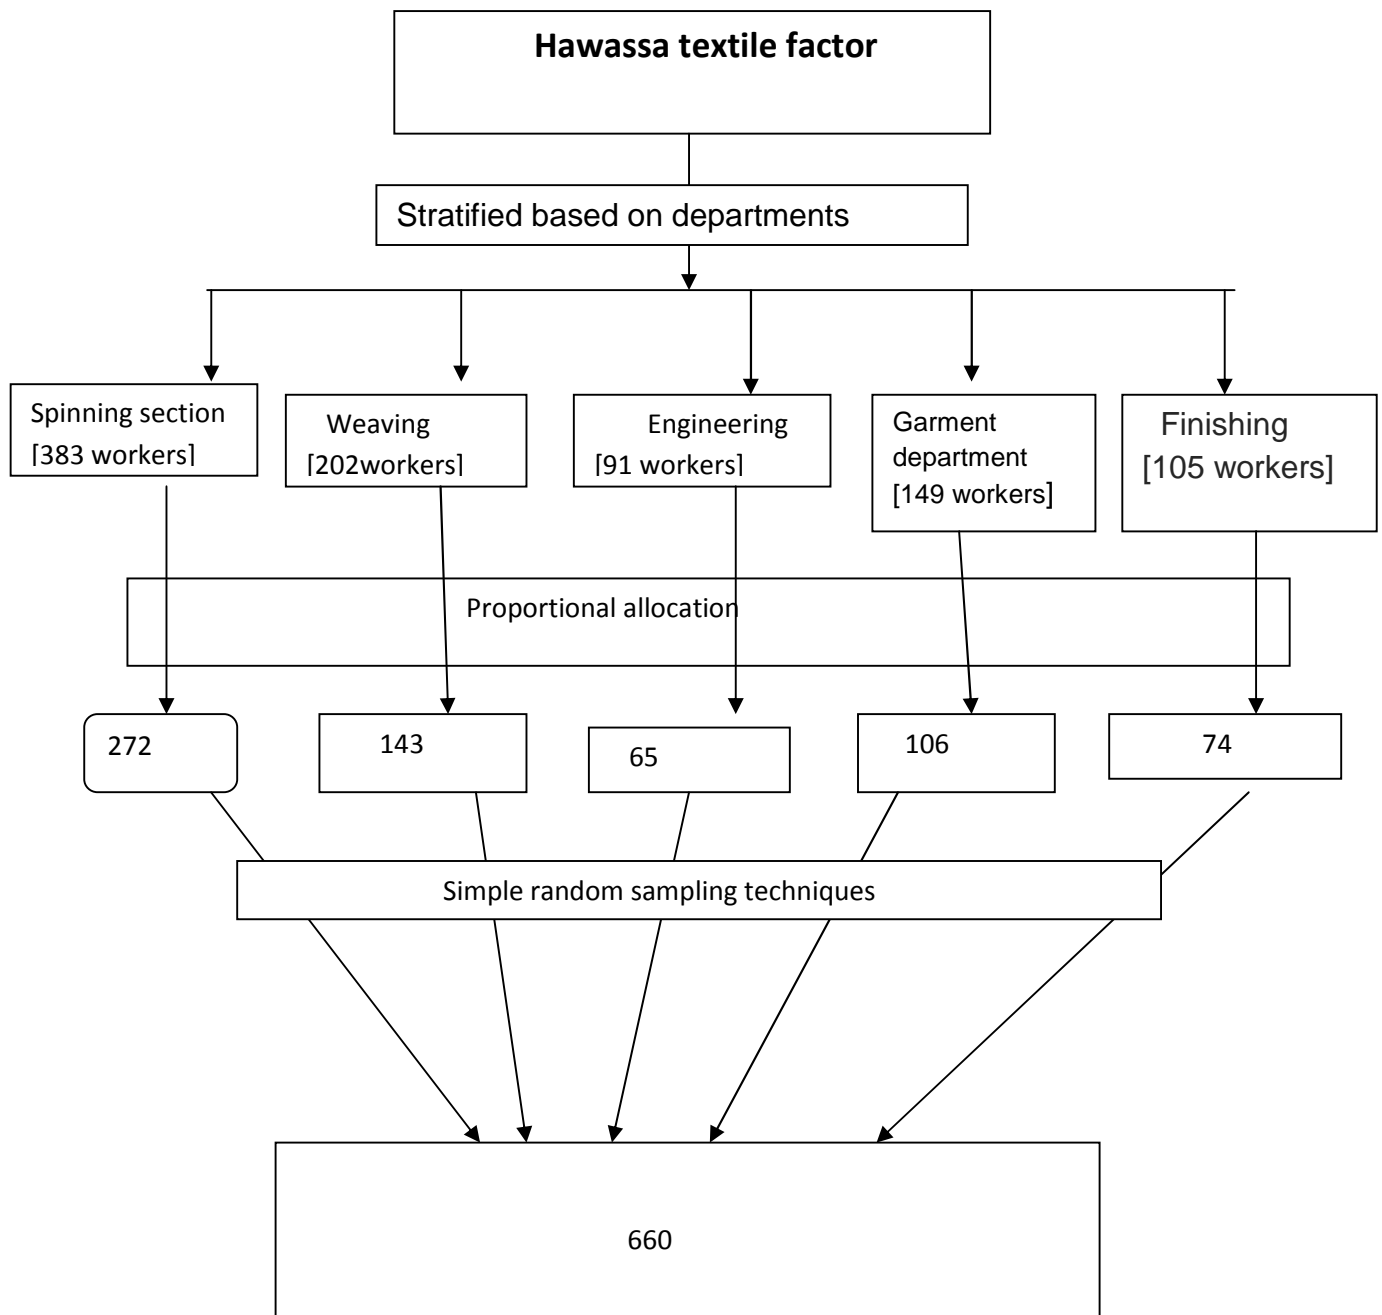 Hawassa textile factor
Stratified based on departments
Spinning section
[383 workers]
Weaving
[202workers]
Engineering
[91 workers]
Garment
department
[149 workers]
Finishing
[105 workers]
Proportional allocation
272
143
65
106
74
Simple random sampling techniques
660